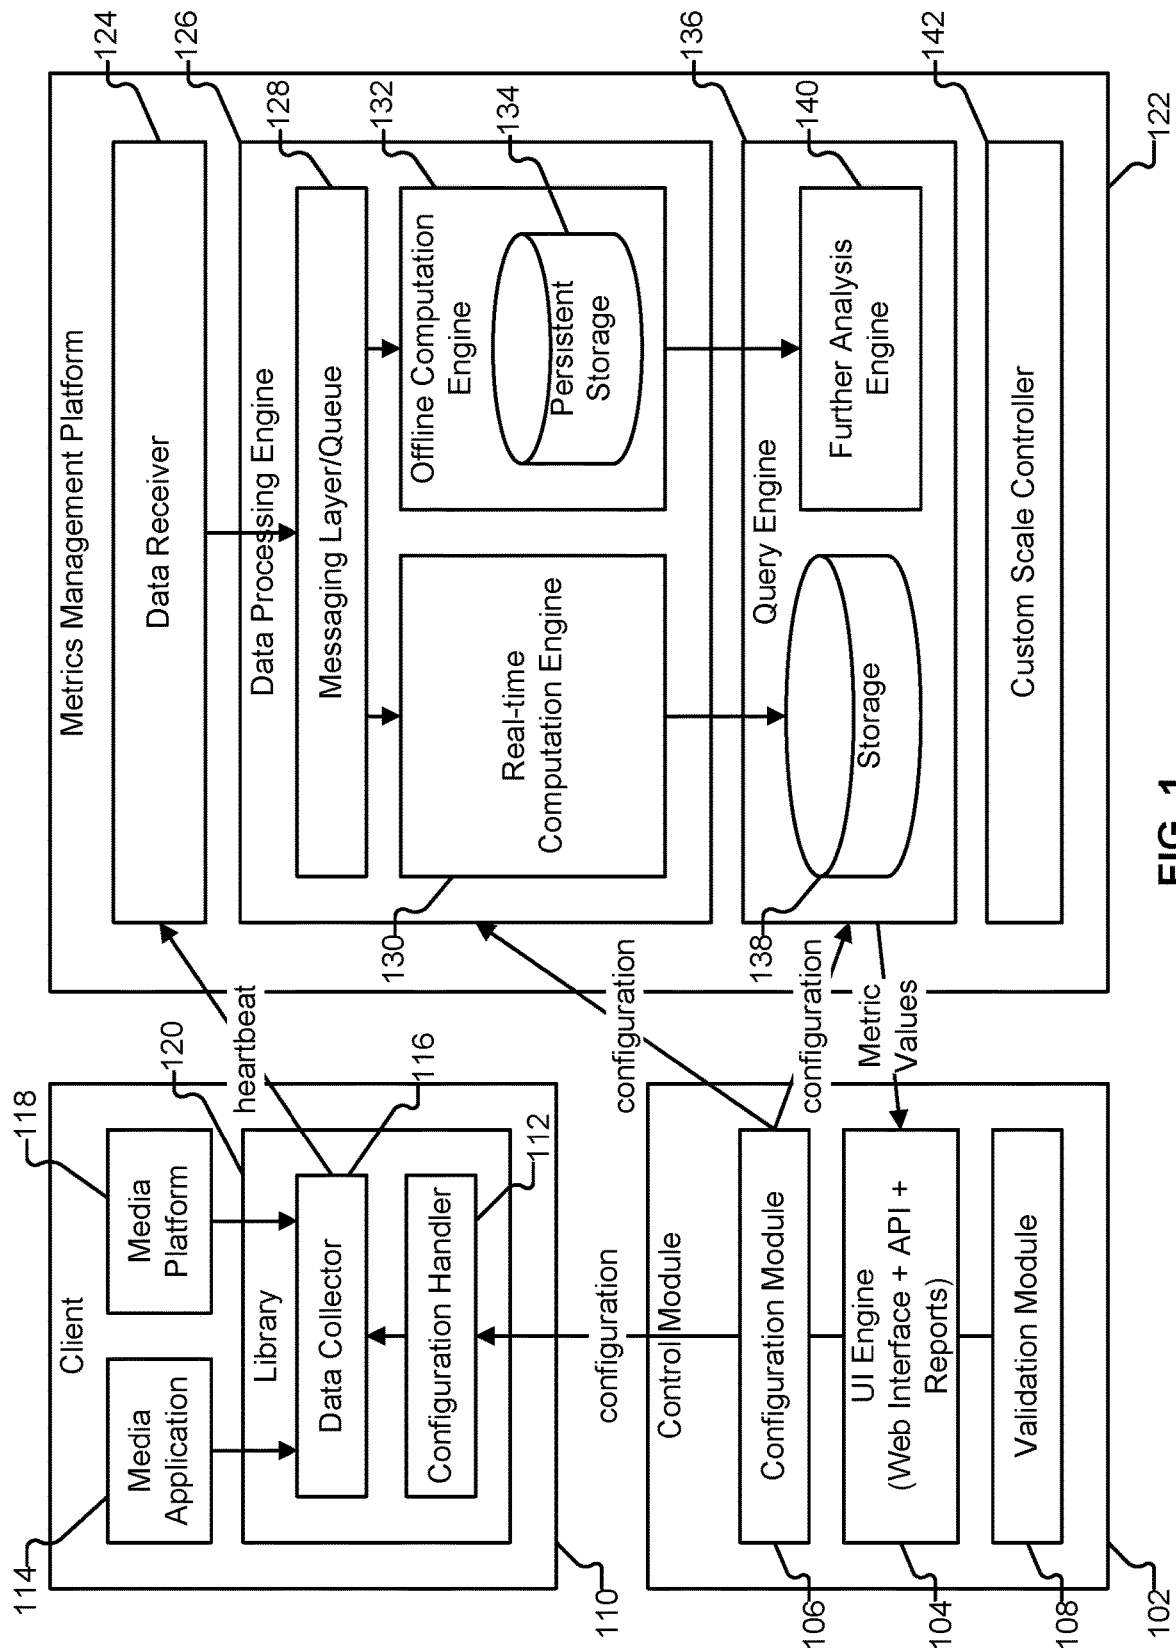 114
118
Client
Media
Application
Media
Platform
120
Library
Data Collector
Configuration Handler
heartbeat
116
112
110
configuration
Control Module
Configuration Module
UI Engine
(Web Interface + API +
Reports)
Validation Module
106
104
108
102
configuration
configuration
Metric
Values
Metrics Management Platform
124
Data Receiver
126
Data Processing Engine
128
Messaging Layer/Queue
130
Real-time
Computation Engine
132
Offline Computation
Engine
134
Persistent
Storage
136
Query Engine
138
Storage
140
Further Analysis
Engine
142
Custom Scale Controller
122
FIG. 1